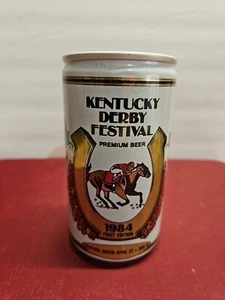 KENTUCKY
DERBY
FESTIVAL
PREMIUM BEER
1984
FIRST EDITION